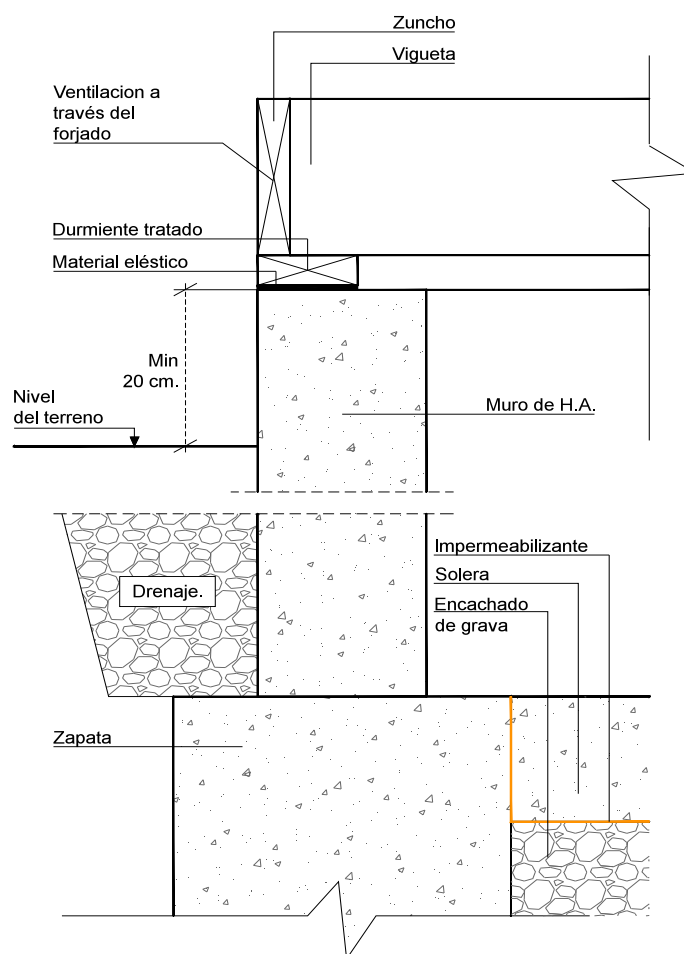 Zuncho
Vigueta
Ventilacion a
través del
forjado
Durmiente tratado
Material eléstico
Min
20 cm.
Nivel
del terreno
Muro de H.A.
Impermeabilizante
Solera
Encachado
de grava
Drenaje.
Zapata